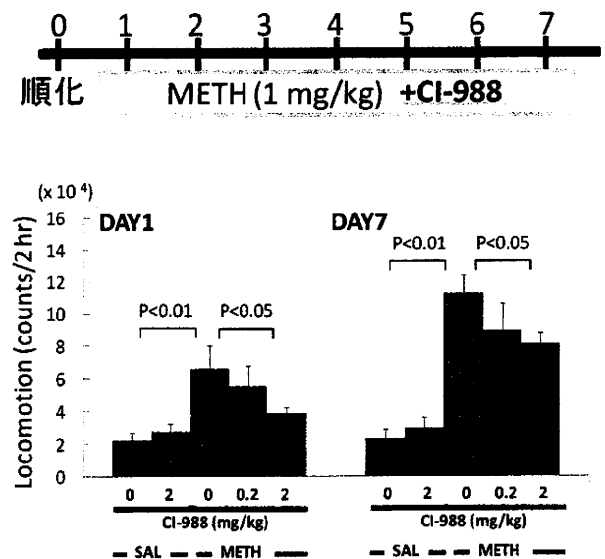 0 1 2 3 4 5 6 7
順化 METH (1 mg/kg) +CI-988
(x 10 4)
Locomotion (counts/2 hr)
16
14
12
10
8
6
4
2
0
DAY1
P<0.01 P<0.05
0 2 0 0.2 2
CI-988 (mg/kg)
SAL METH
DAY7
P<0.01 P<0.05
0 2 0 0.2 2
CI-988 (mg/kg)
SAL METH